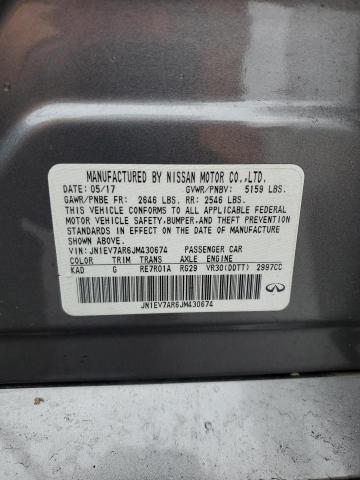 MANUFACTURED BY NISSAN MOTOR CO.,LTD.
DATE: 05/17 GVWR/PNBV: 5159 LBS.
GAWR/PNBE FR: 2646 LBS. RR: 2546 LBS.
THIS VEHICLE CONFORMS TO ALL APPLICABLE FEDERAL
MOTOR VEHICLE SAFETY,BUMPER,AND THEFT PREVENTION
STANDARDS IN EFFECT ON THE DATE OF MANUFACTURE
SHOWN ABOVE.
VIN: JN1EV7AR6JM430674 PASSENGER CAR
COLOR TRIM TRANS AXLE ENGINE
KAD G RE7R01A RG29 VR30(DDTT) 2997CC
JN1EV7AR6JM430674